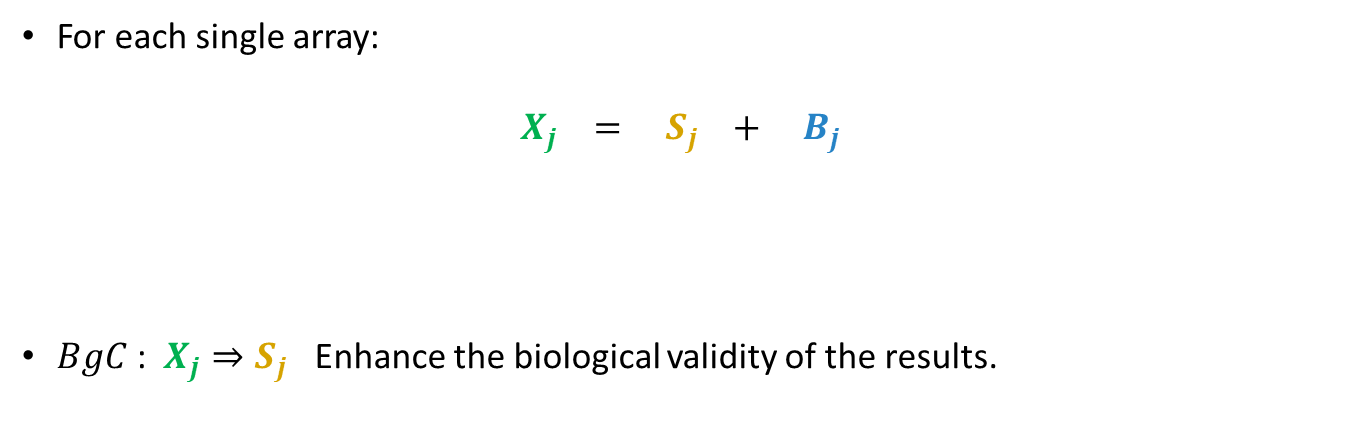 • For each single array:
X_j = S_j + B_j
• BgC : X_j ⇒ S_j Enhance the biological validity of the results.